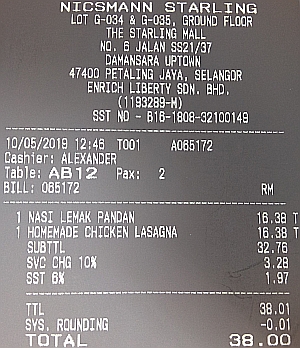 NICSMANN STARLING
LOT G-034 & G-035, GROUND FLOOR
THE STARLING MALL
NO. 6 JALAN SS21/37
DAMANSARA UPTOWN
47400 PETALING JAYA, SELANGOR
ENRICH LIBERTY SDN. BHD.
(1193289-M)
SST NO - B16-1808-32100149
10/05/2019 12:46 T001 A065172
Cashier: ALEXANDER
Table: AB12 Pax: 2
BILL: 065172 RM
1 NASI LEMAK PANDAN 16.38 T
1 HOMEMADE CHICKEN LASAGNA 16.38 T
SUBTTL 32.76
SVC CHG 10% 3.28
SST 6% 1.97
TTL 38.01
SYS. ROUNDING -0.01
TOTAL 38.00